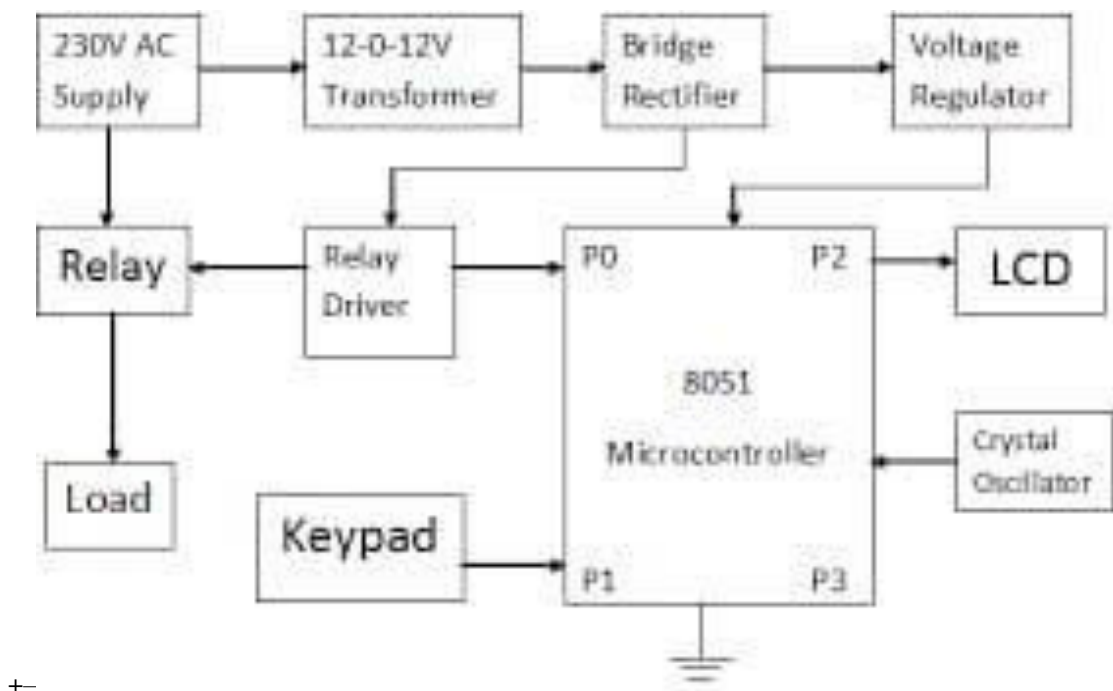 230V AC
Supply
12-0-12V
Transformer
Bridge
Rectifier
Voltage
Regulator
Relay
Relay
Driver
P0
P2
LCD
8051
Microcontroller
Crystal
Oscillator
Load
Keypad
P1
P3
+–